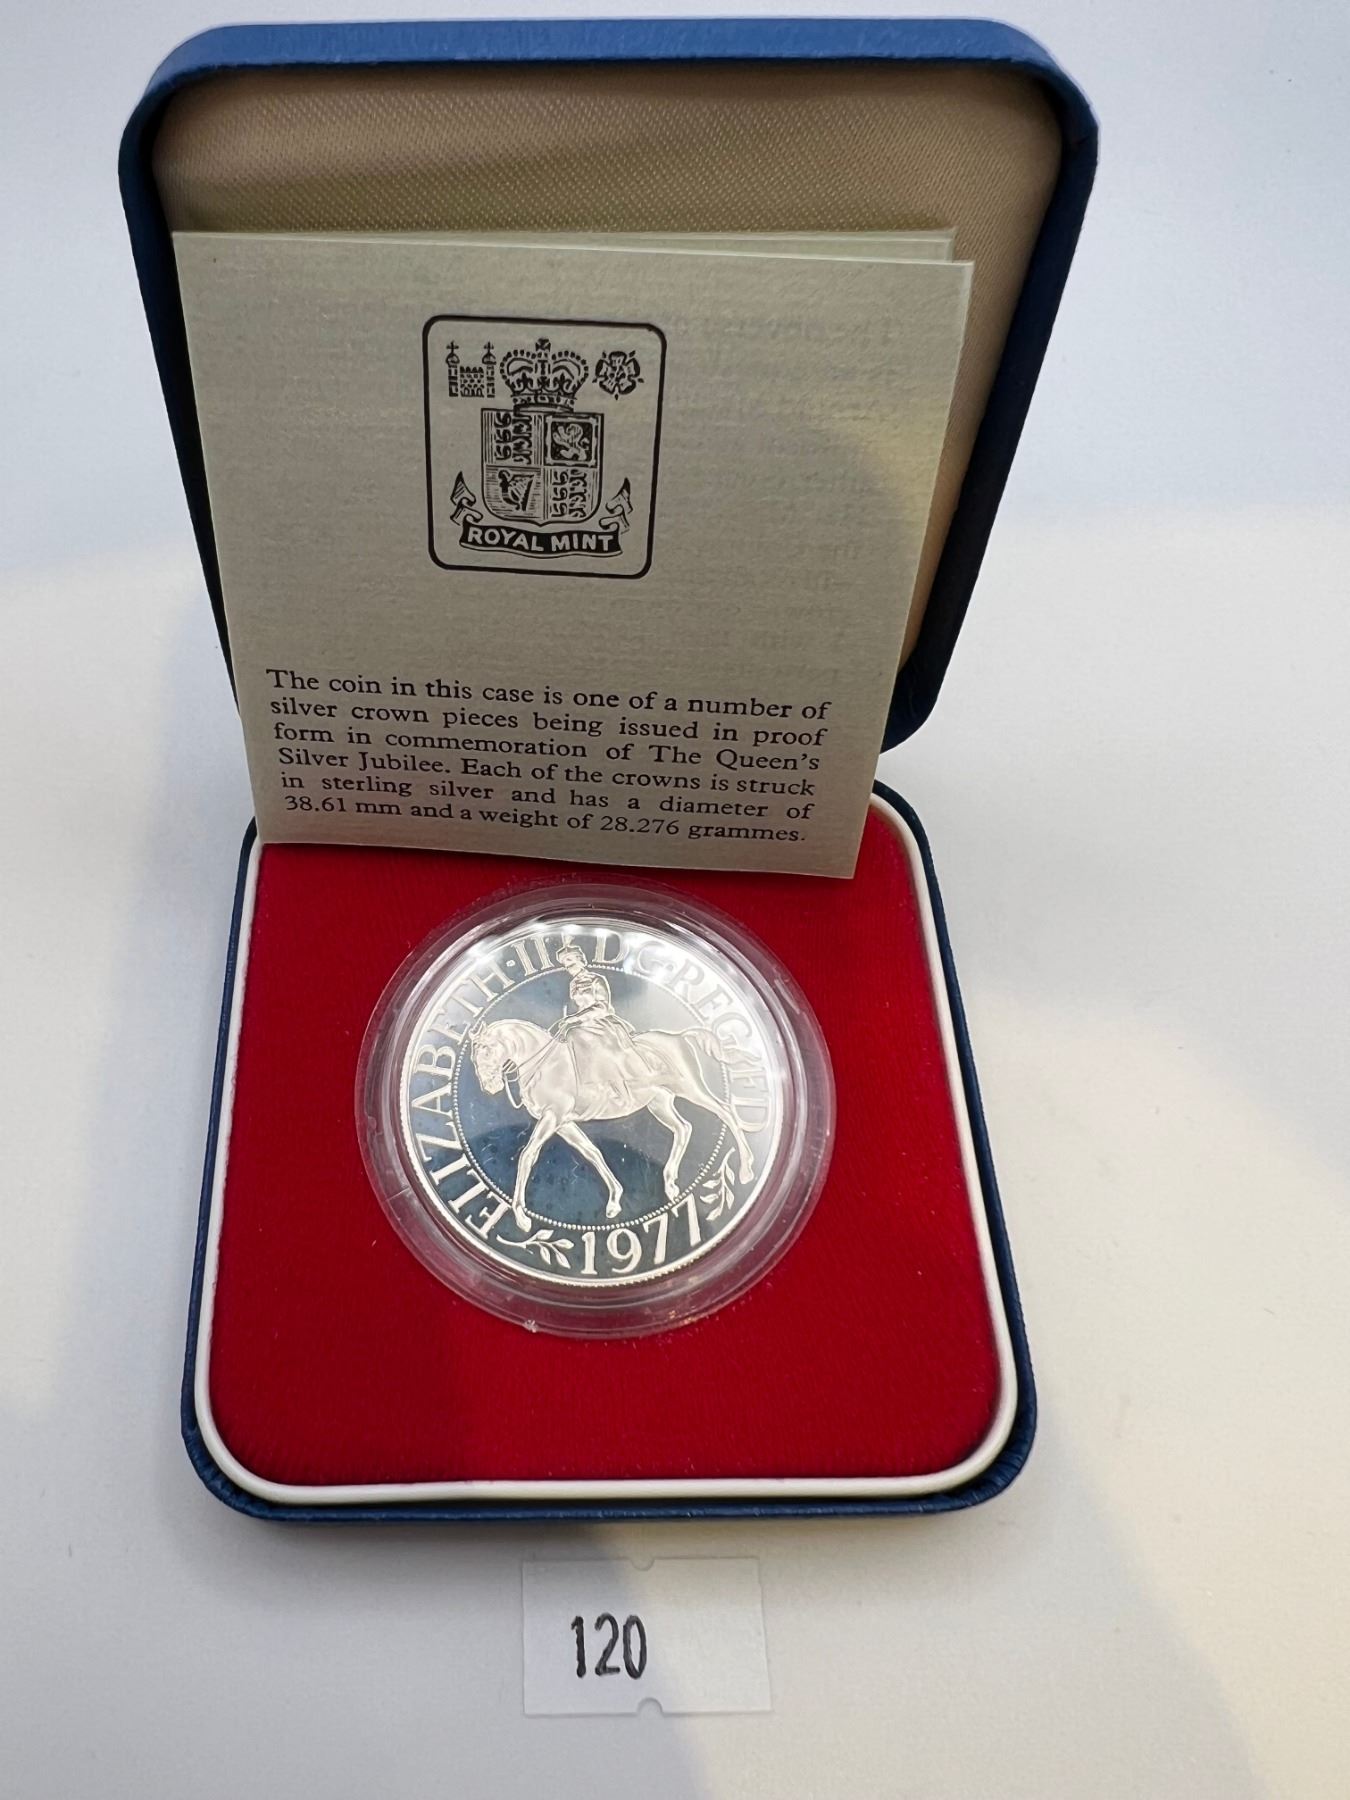 ROYAL MINT
The coin in this case is one of a number of
silver crown pieces being issued in proof
form in commemoration of The Queen's
Silver Jubilee. Each of the crowns is struck
in sterling silver and has a diameter of
38.61 mm and a weight of 28.276 grammes.
ELIZABETH·II D·G·REG F·D
1977
120